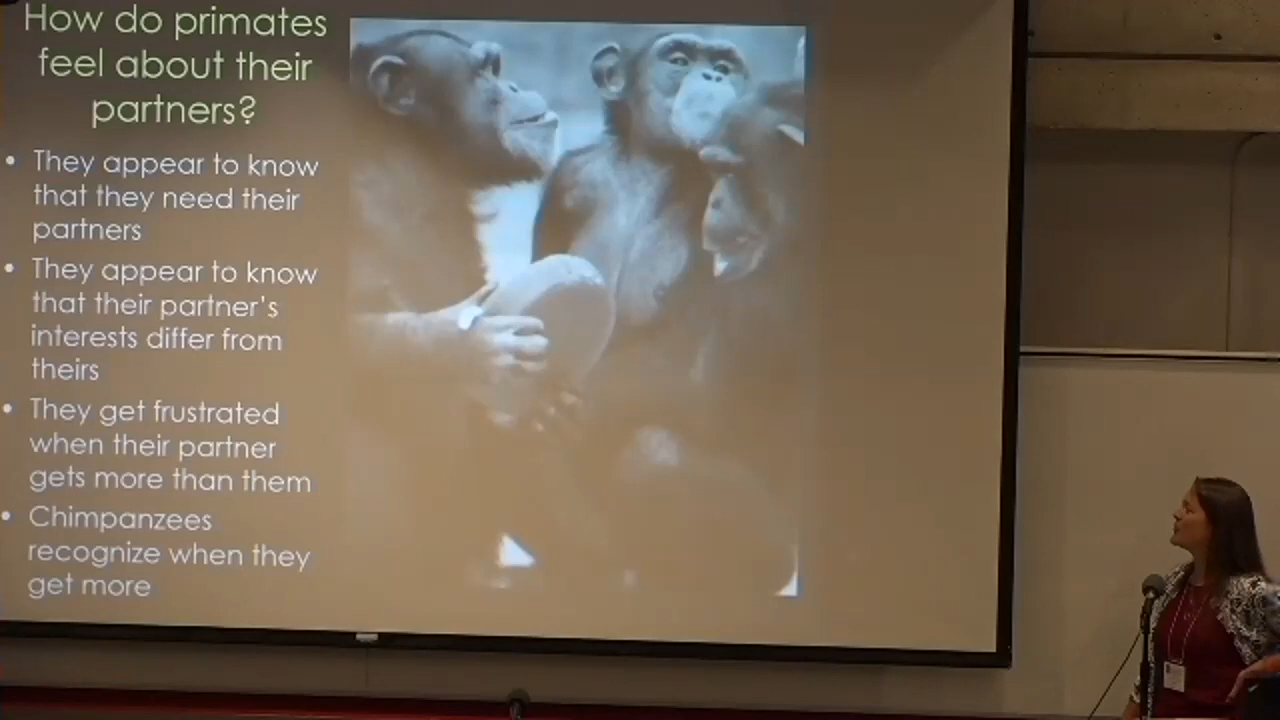 How do primates
feel about their
partners?
• They appear to know
that they need their
partners
• They appear to know
that their partner's
interests differ from
theirs
• They get frustrated
when their partner
gets more than them
• Chimpanzees
recognize when they
get more